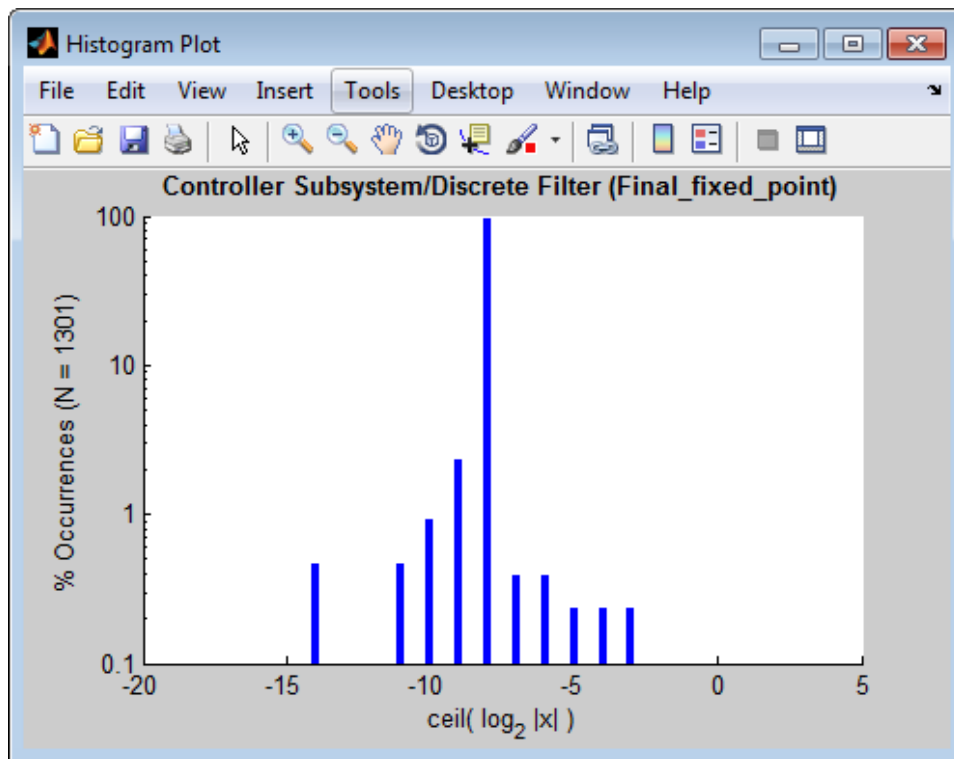 Histogram Plot
File Edit View Insert Tools Desktop Window Help
Controller Subsystem/Discrete Filter (Final_fixed_point)
100
10
1
0.1
% Occurrences (N = 1301)
-20 -15 -10 -5 0 5
ceil( log2 |x| )